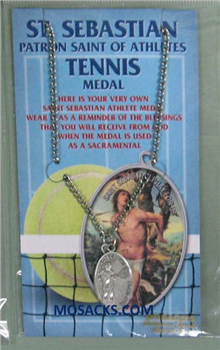 ST. SEBASTIAN
PATRON SAINT OF ATHLETES
TENNIS
MEDAL
HERE IS YOUR VERY OWN
SAINT SEBASTIAN ATHLETE MEDAL
WEAR IT AS A REMINDER OF THE BLESSINGS
THAT YOU WILL RECEIVE FROM GOD
WHEN THE MEDAL IS USED
AS A SACRAMENTAL
MOSACKS.COM